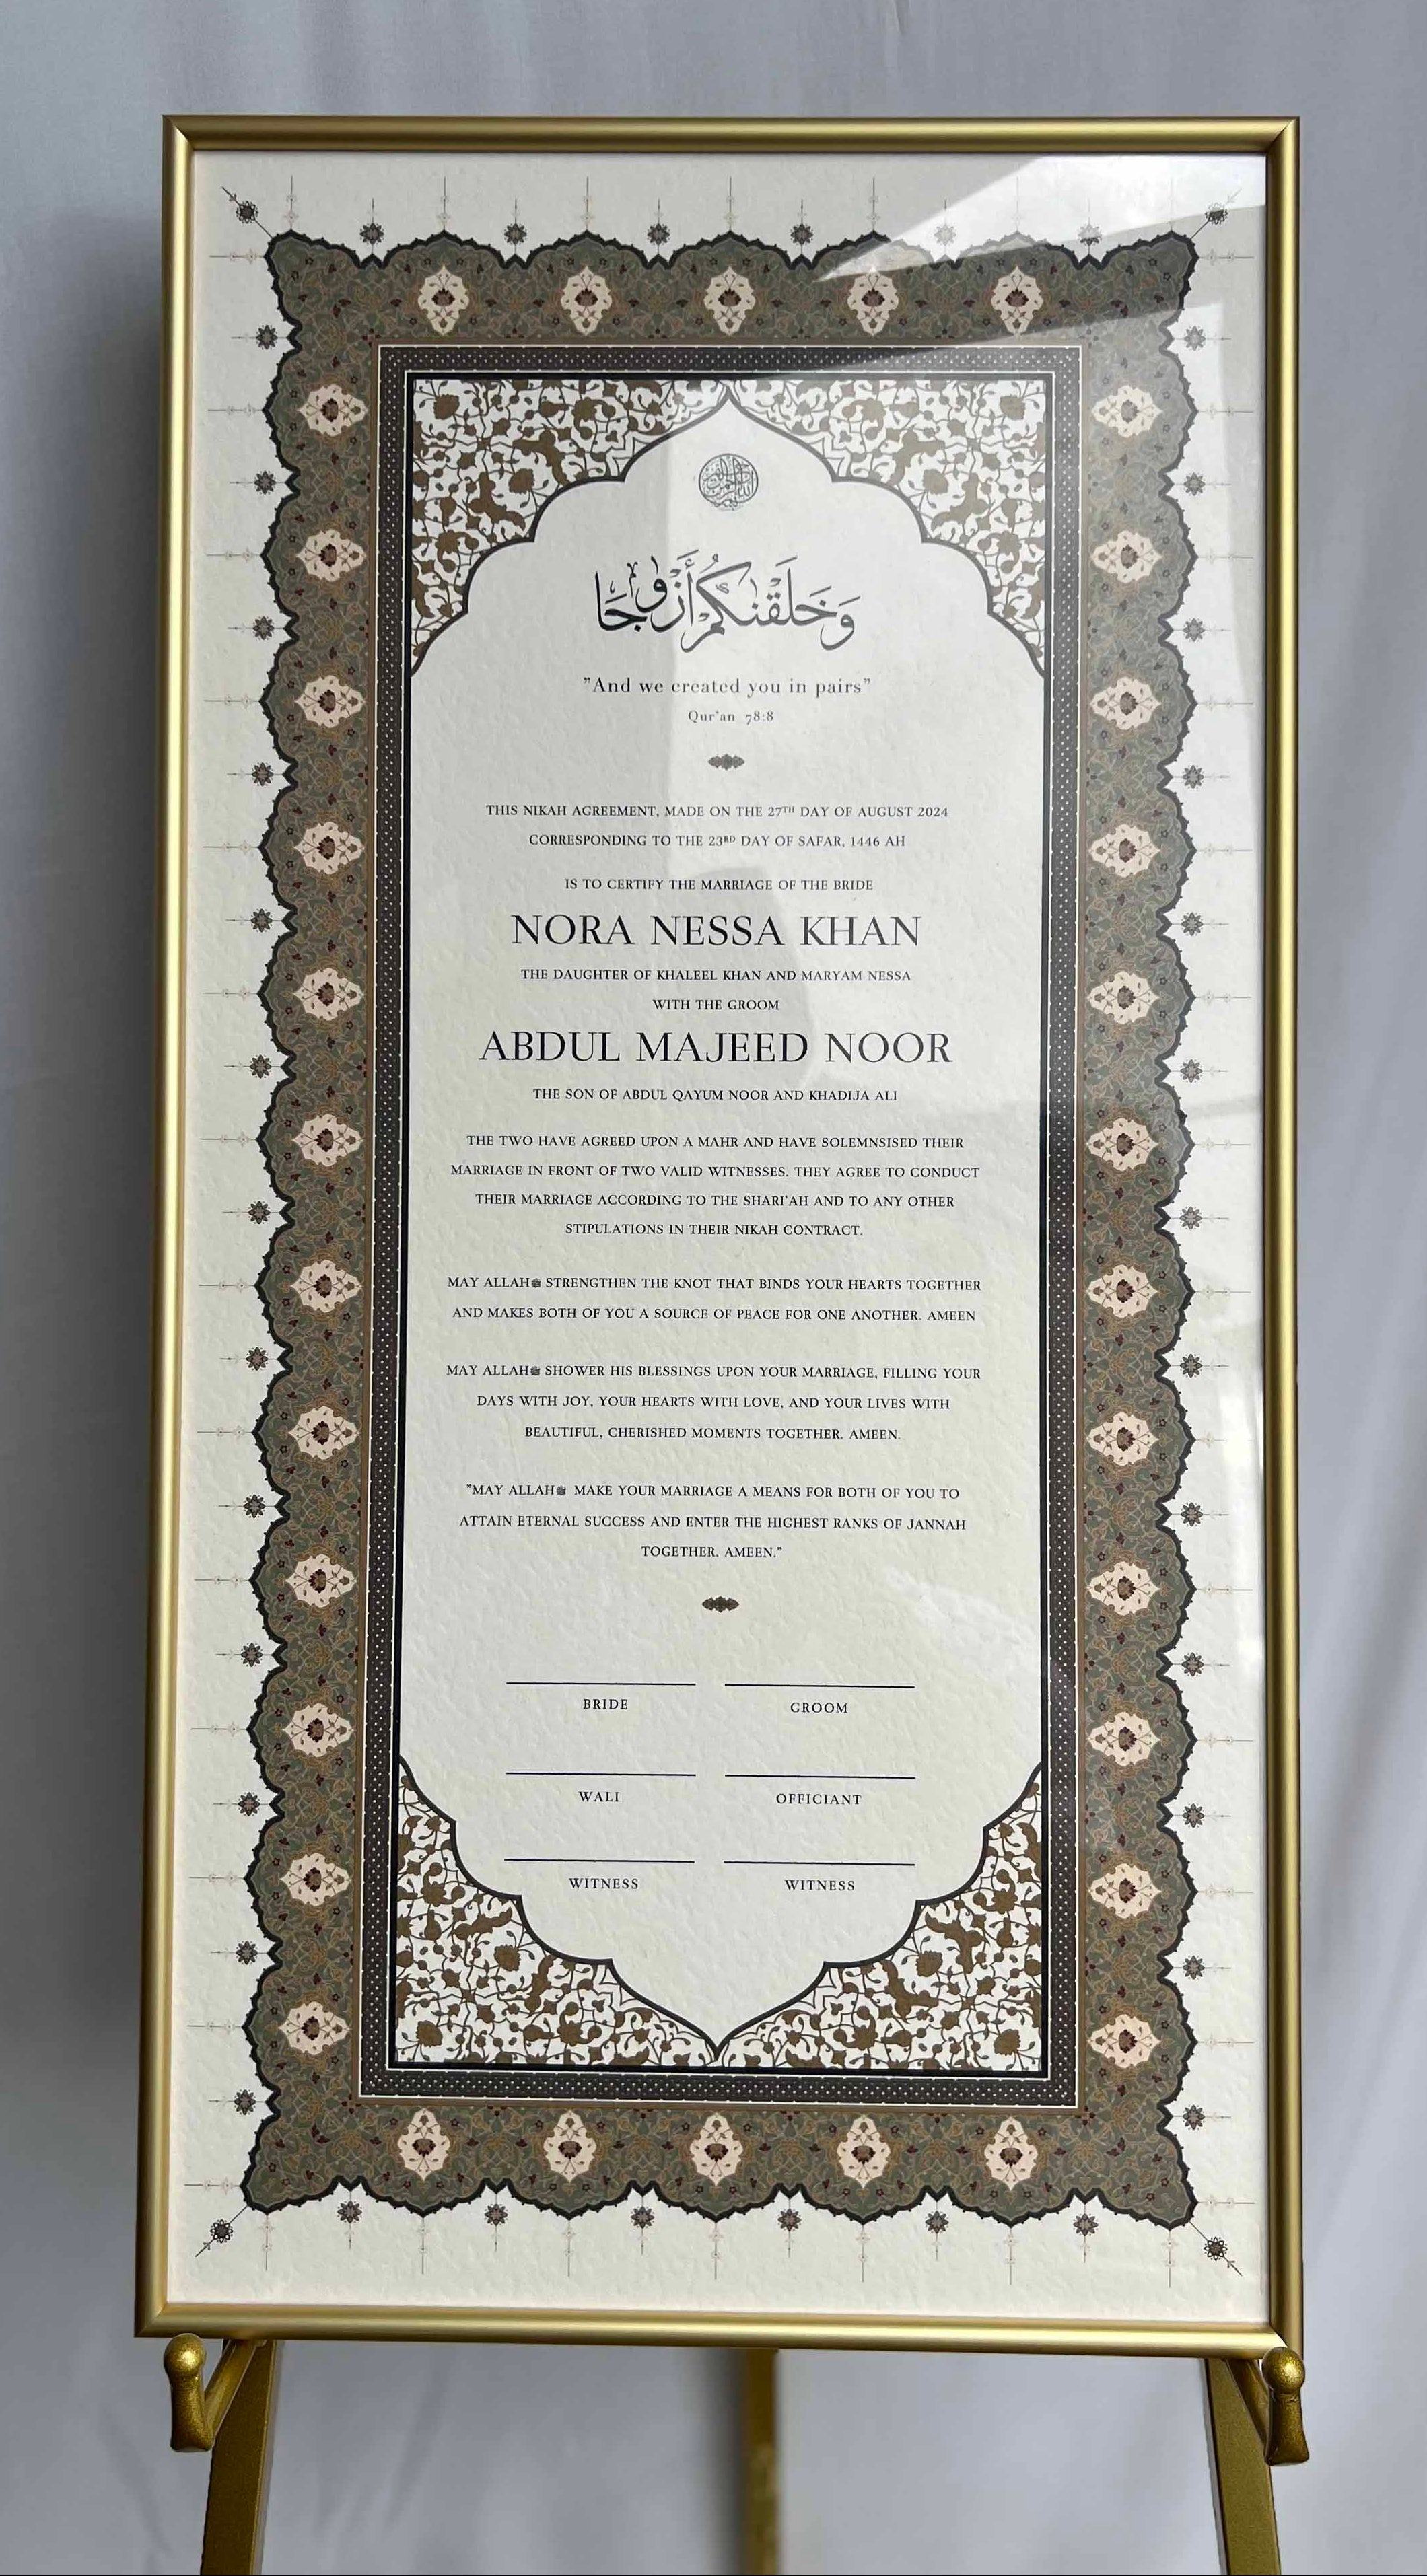 وَخَلَقْنَٰكُمْ أَزْوَٰجًا
"And we created you in pairs"
Qur'an 78:8
THIS NIKAH AGREEMENT, MADE ON THE 27TH DAY OF AUGUST 2024
CORRESPONDING TO THE 23RD DAY OF SAFAR, 1446 AH
IS TO CERTIFY THE MARRIAGE OF THE BRIDE
NORA NESSA KHAN
THE DAUGHTER OF KHALEEL KHAN AND MARYAM NESSA
WITH THE GROOM
ABDUL MAJEED NOOR
THE SON OF ABDUL QAYUM NOOR AND KHADIJA ALI
THE TWO HAVE AGREED UPON A MAHR AND HAVE SOLEMNSISED THEIR
MARRIAGE IN FRONT OF TWO VALID WITNESSES. THEY AGREE TO CONDUCT
THEIR MARRIAGE ACCORDING TO THE SHARI'AH AND TO ANY OTHER
STIPULATIONS IN THEIR NIKAH CONTRACT.
MAY ALLAH STRENGTHEN THE KNOT THAT BINDS YOUR HEARTS TOGETHER
AND MAKES BOTH OF YOU A SOURCE OF PEACE FOR ONE ANOTHER. AMEEN
MAY ALLAH SHOWER HIS BLESSINGS UPON YOUR MARRIAGE, FILLING YOUR
DAYS WITH JOY, YOUR HEARTS WITH LOVE, AND YOUR LIVES WITH
BEAUTIFUL, CHERISHED MOMENTS TOGETHER. AMEEN.
"MAY ALLAH MAKE YOUR MARRIAGE A MEANS FOR BOTH OF YOU TO
ATTAIN ETERNAL SUCCESS AND ENTER THE HIGHEST RANKS OF JANNAH
TOGETHER. AMEEN."
BRIDE GROOM
WALI OFFICIANT
WITNESS WITNESS